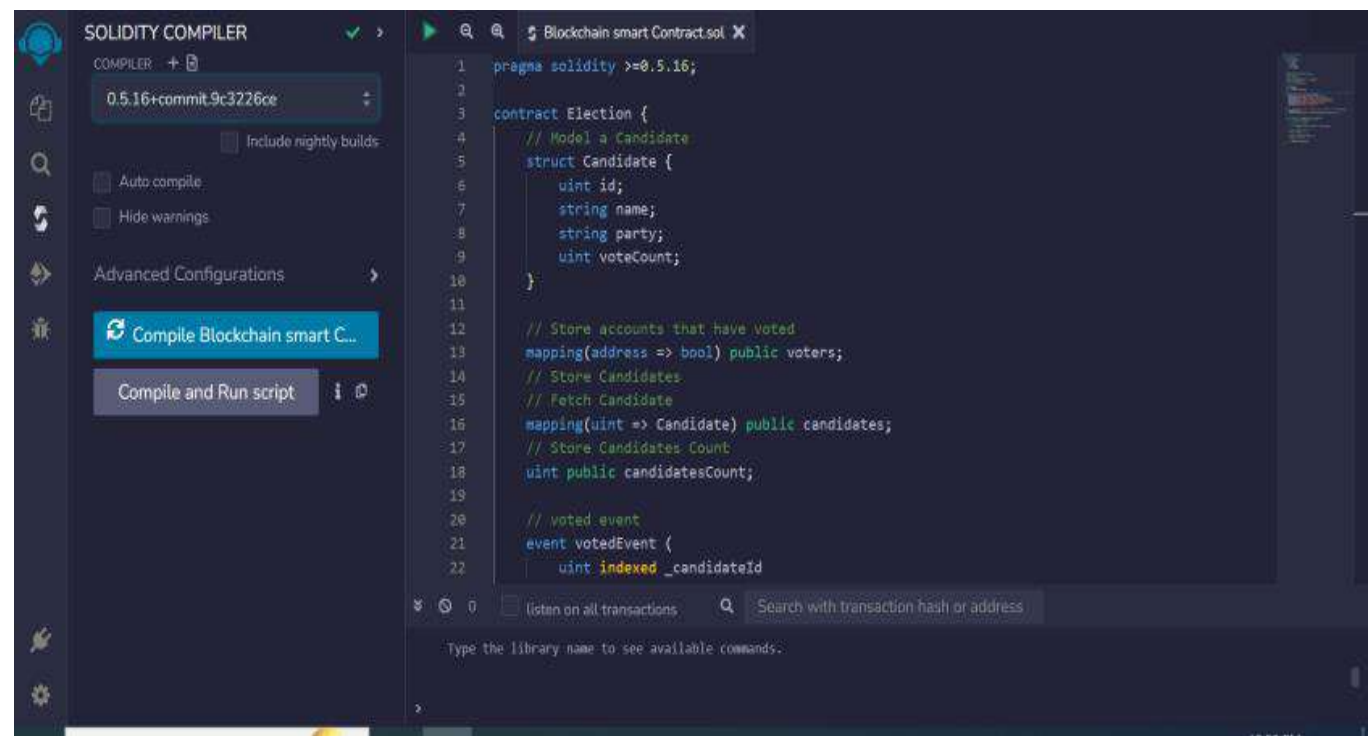 SOLIDITY COMPILER
COMPILER
0.5.16+commit.9c3226ce
Include nightly builds
Auto compile
Hide warnings
Advanced Configurations
Compile Blockchain smart C...
Compile and Run script
Blockchain smart Contract.sol
1 pragma solidity >=0.5.16;
2
3 contract Election {
4 // Model a Candidate
5 struct Candidate {
6 uint id;
7 string name;
8 string party;
9 uint voteCount;
10 }
11
12 // Store accounts that have voted
13 mapping(address => bool) public voters;
14 // Store Candidates
15 // Fetch Candidate
16 mapping(uint => Candidate) public candidates;
17 // Store Candidates Count
18 uint public candidatesCount;
19
20 // voted event
21 event votedEvent (
22 uint indexed _candidateId
0 listen on all transactions Search with transaction hash or address
Type the library name to see available commands.
>